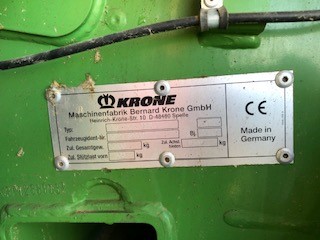 KRONE
Maschinenfabrik Bernard Krone GmbH
Heinrich-Krone-Str. 10 D-48480 Spelle
Typ:
Fahrzeugident-Nr.
Zul. Gesamtgew. kg Zul. Achsl. hinten: kg
Zul. Stützlast vorn kg
CE
Made in
Germany